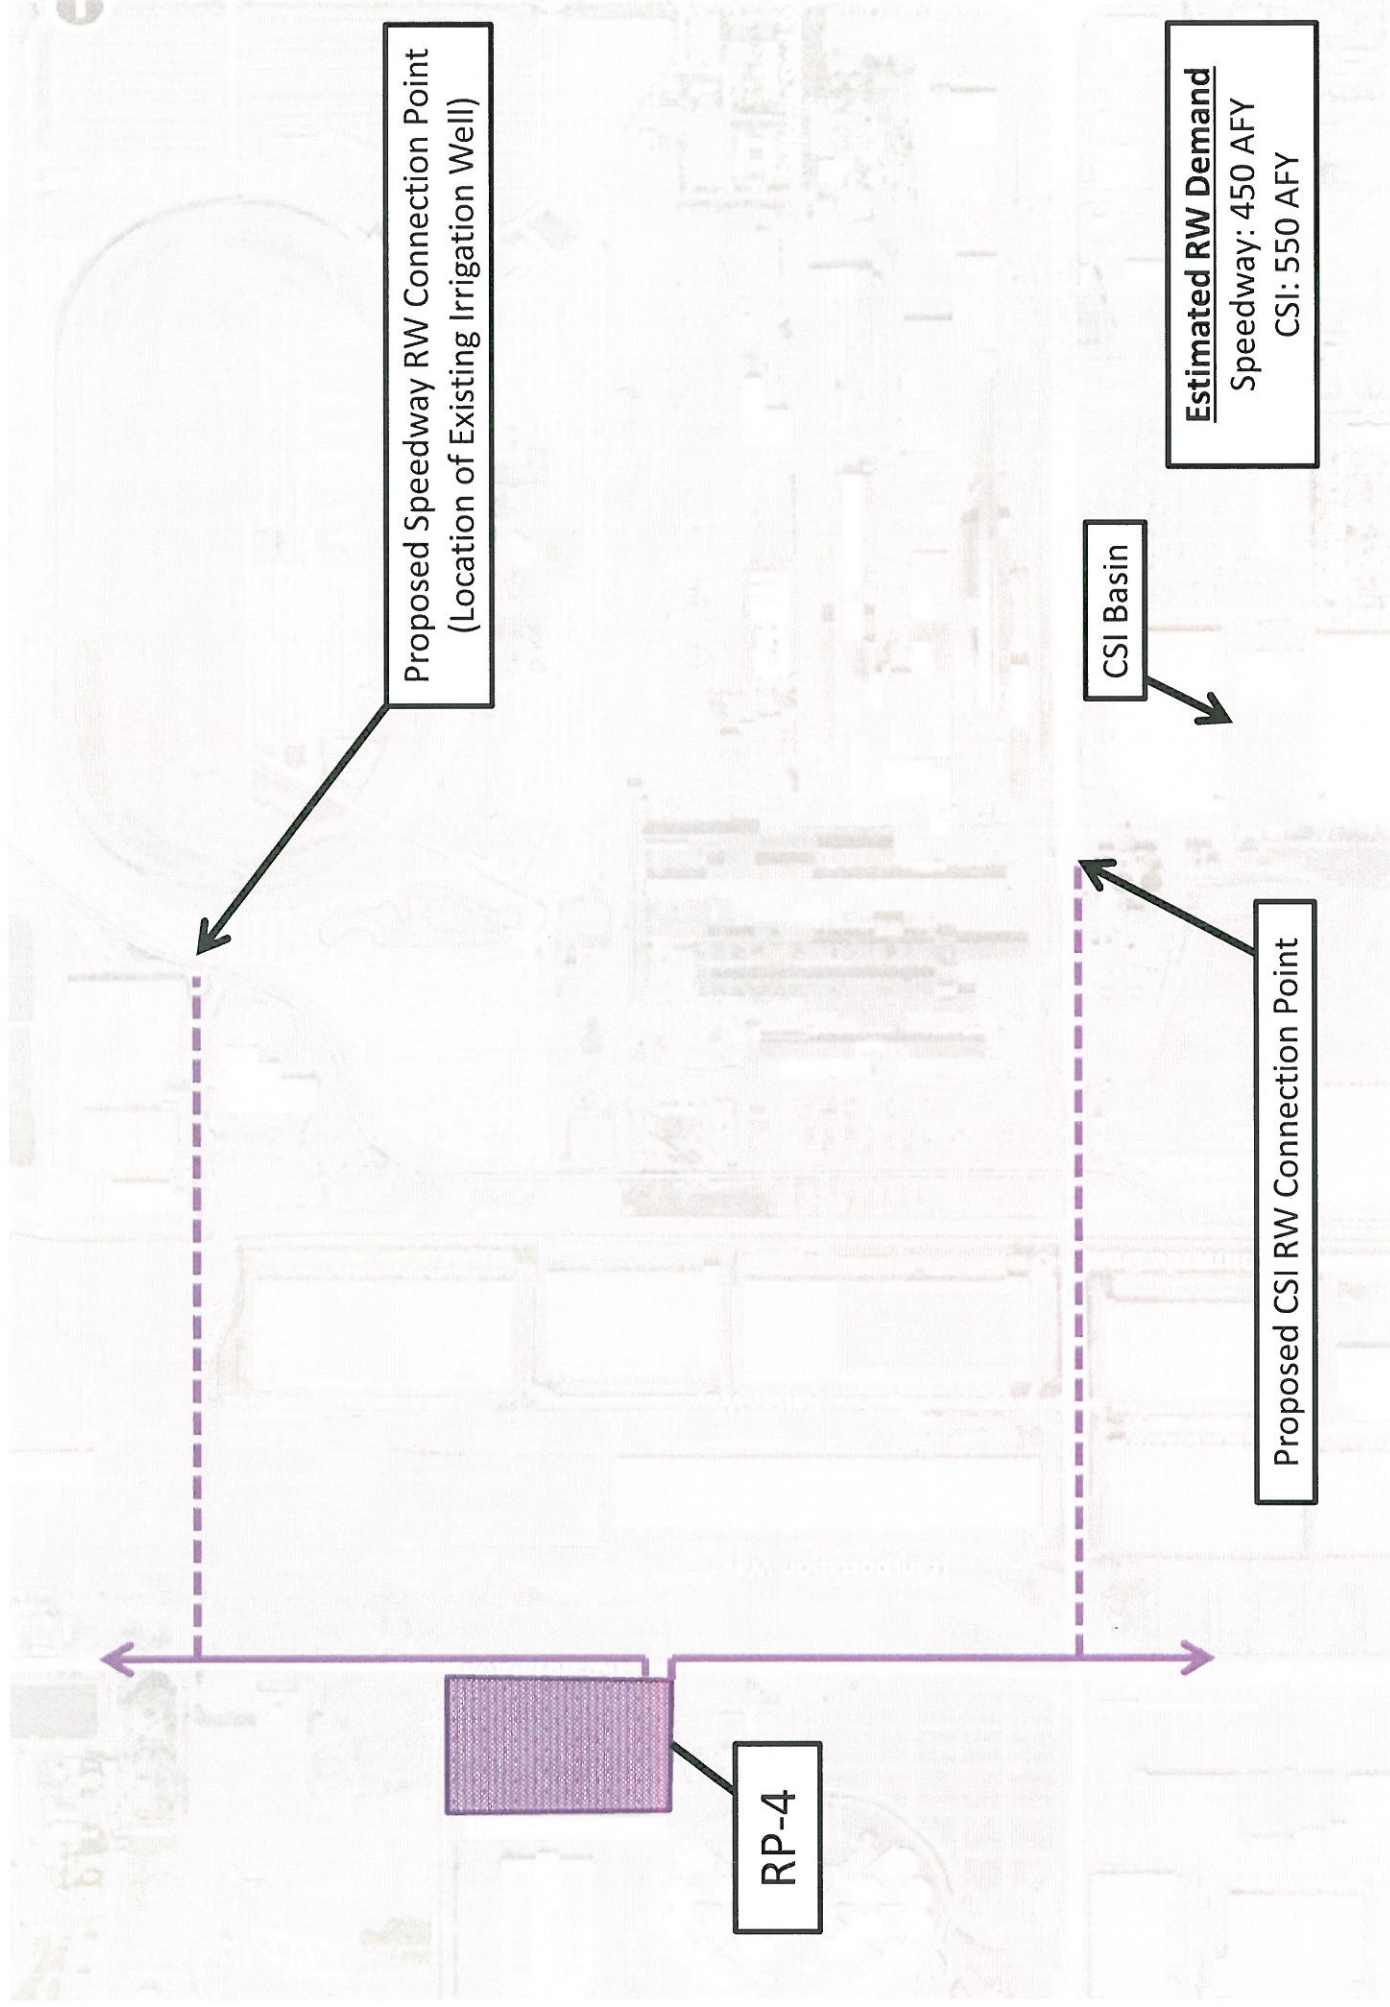 Proposed Speedway RW Connection Point
(Location of Existing Irrigation Well)
RP-4
CSI Basin
Proposed CSI RW Connection Point
Estimated RW Demand
Speedway: 450 AFY
CSI: 550 AFY